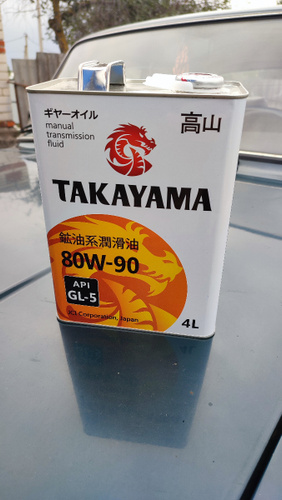 ギヤーオイル
manual
transmission
fluid
高山
TAKAYAMA
鉱油系潤滑油
80W-90
API
GL-5
JCI Corporation, Japan
4L